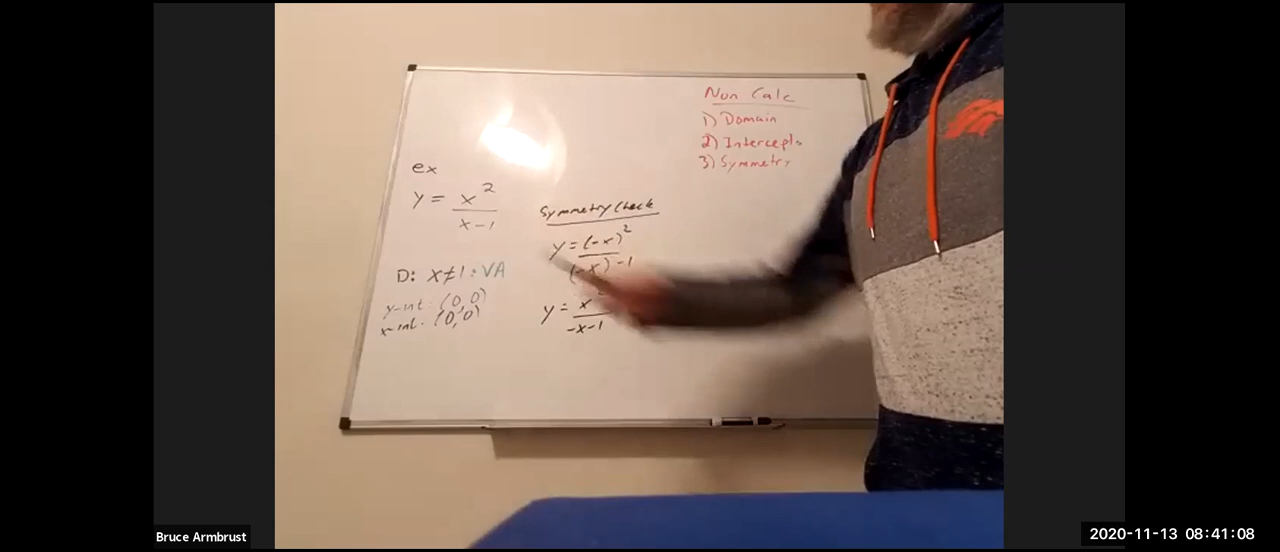 Non Calc
1) Domain
2) Intercepts
3) Symmetry
ex
y = x²
x-1
D: x≠1 : VA
y-int: (0,0)
x-int: (0,0)
Symmetry Check
y = (-x)²
(-x) - 1
y = x
-x-1
Bruce Armbrust
2020-11-13 08:41:08